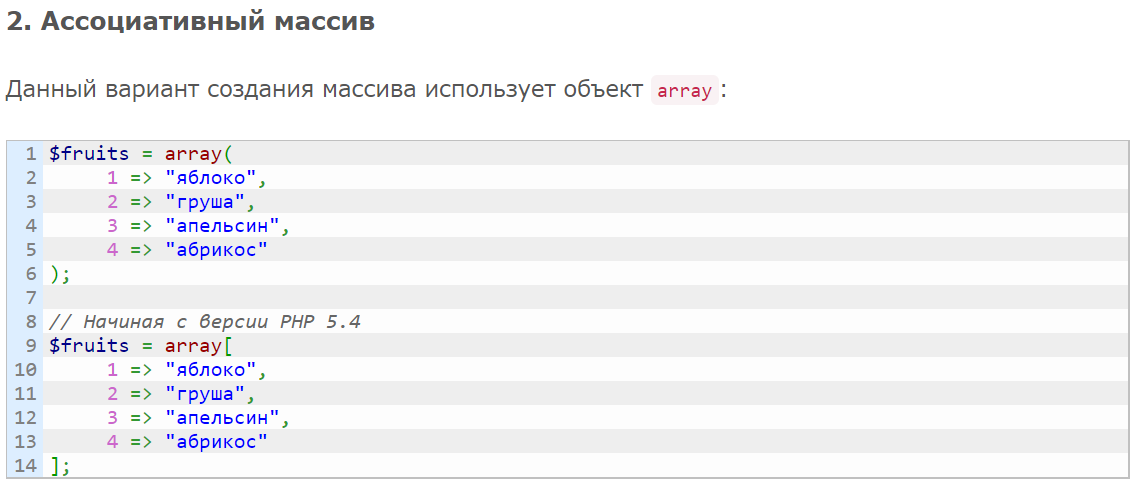 2. Ассоциативный массив
Данный вариант создания массива использует объект array:
1 $fruits = array(
2      1 => "яблоко",
3      2 => "груша",
4      3 => "апельсин",
5      4 => "абрикос"
6 );
7
8 // Начиная с версии PHP 5.4
9 $fruits = array[
10      1 => "яблоко",
11      2 => "груша",
12      3 => "апельсин",
13      4 => "абрикос"
14 ];